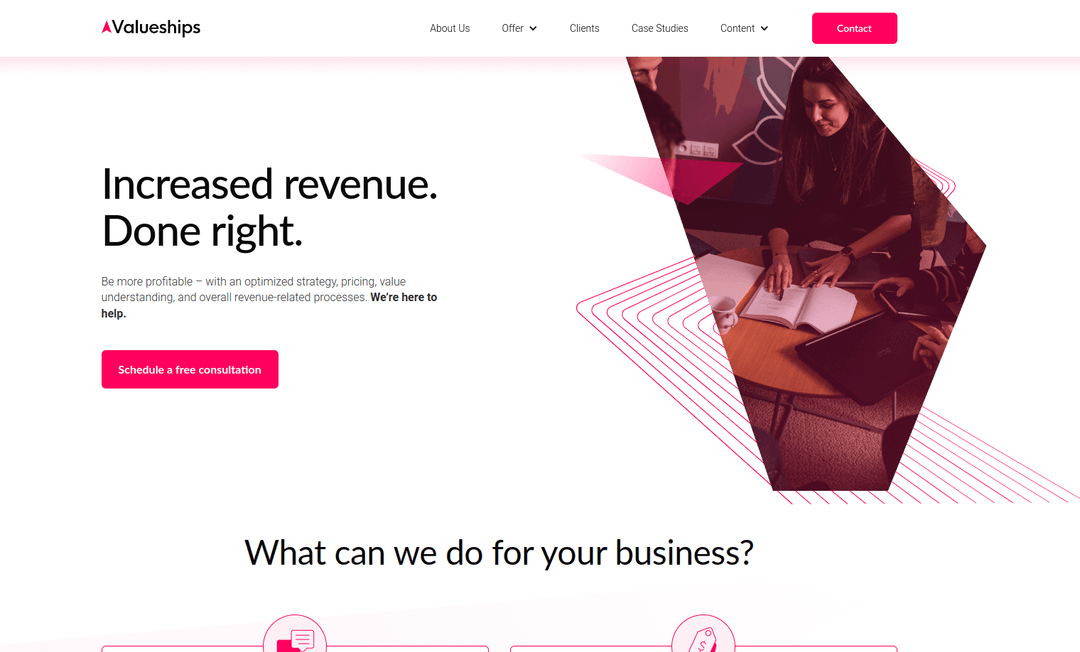 Valueships
About Us
Offer
Clients
Case Studies
Content
Contact
Increased revenue.
Done right.
Be more profitable – with an optimized strategy, pricing, value
understanding, and overall revenue-related processes. We're here to
help.
Schedule a free consultation
What can we do for your business?
$